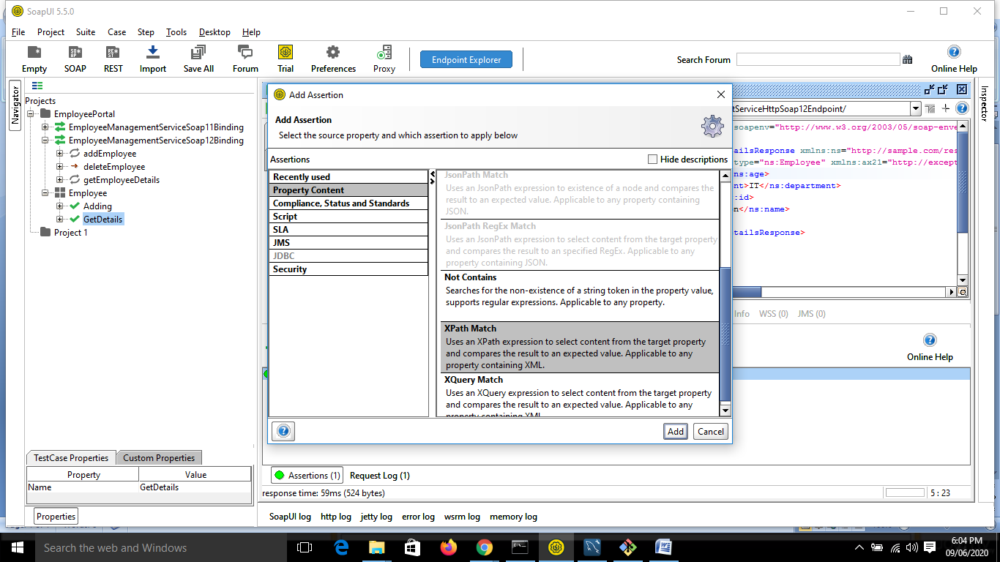 SoapUI 5.5.0
File Project Suite Case Step Tools Desktop Help
Empty SOAP REST Import Save All Forum Trial Preferences Proxy Endpoint Explorer Search Forum Online Help
Navigator
Projects
EmployeePortal
EmployeeManagementServiceSoap11Binding
EmployeeManagementServiceSoap12Binding
addEmployee
deleteEmployee
getEmployeeDetails
Employee
Adding
GetDetails
Project 1
TestCase Properties Custom Properties
Property Value
Name GetDetails
Properties
Add Assertion
Add Assertion
Select the source property and which assertion to apply below
Assertions Hide descriptions
Recently used
Property Content
Compliance, Status and Standards
Script
SLA
JMS
JDBC
Security
JsonPath Match
Uses an JsonPath expression to existence of a node and compares the
result to an expected value. Applicable to any property containing
JSON.
JsonPath RegEx Match
Uses an JsonPath expression to select content from the target property
and compares the result to an specified RegEx. Applicable to any
property containing JSON.
Not Contains
Searches for the non-existence of a string token in the property value,
supports regular expressions. Applicable to any property.
XPath Match
Uses an XPath expression to select content from the target property
and compares the result to an expected value. Applicable to any
property containing XML.
XQuery Match
Uses an XQuery expression to select content from the target property
and compares the result to an expected value. Applicable to any
property containing XML.
Add Cancel
tServiceHttpSoap12Endpoint/
soapenv="http://www.w3.org/2003/05/soap-enve
ailsResponse xmlns:ns="http://sample.com/res
type="ns:Employee" xmlns:ax21="http://except
ns:age>
nt>IT</ns:department>
:id>
n</ns:name>
tailsResponse>
Info WSS (0) JMS (0)
Online Help
Inspector
Assertions (1) Request Log (1)
response time: 59ms (524 bytes) 5 : 23
SoapUI log http log jetty log error log wsrm log memory log
Search the web and Windows
6:04 PM
09/06/2020